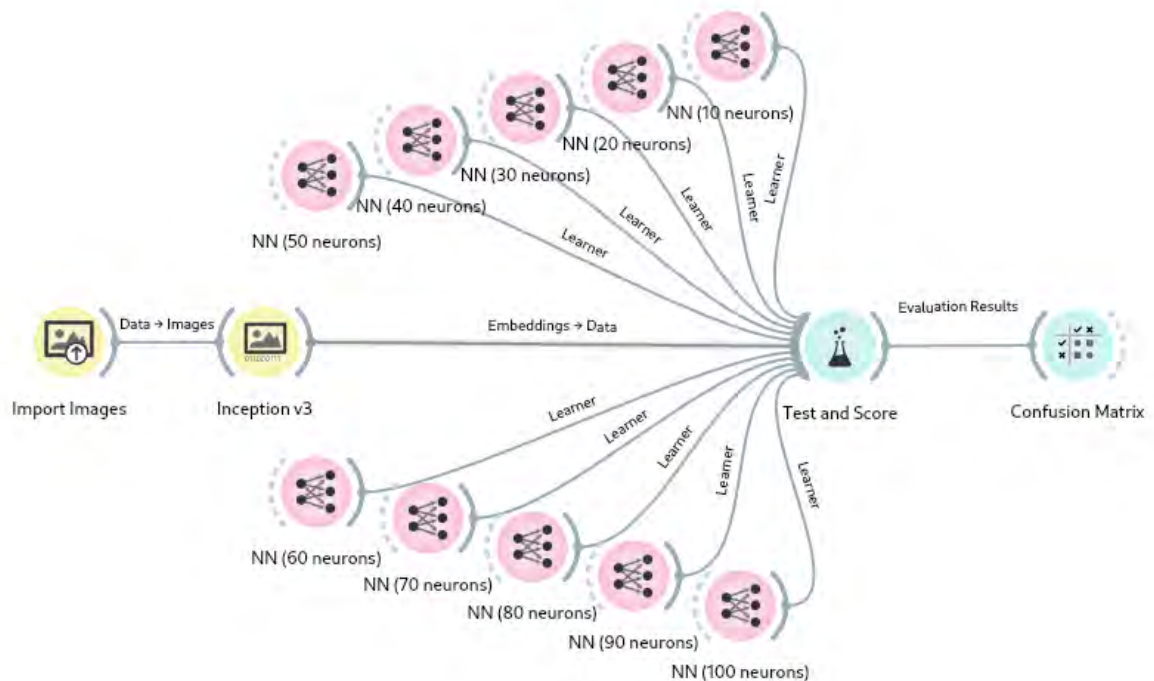 NN (10 neurons)
NN (20 neurons)
NN (30 neurons)
NN (40 neurons)
NN (50 neurons)
Learner
Learner
Learner
Learner
Learner
Data → Images
Embeddings → Data
Evaluation Results
Import Images
Inception v3
Test and Score
Confusion Matrix
Learner
Learner
Learner
Learner
Learner
NN (60 neurons)
NN (70 neurons)
NN (80 neurons)
NN (90 neurons)
NN (100 neurons)